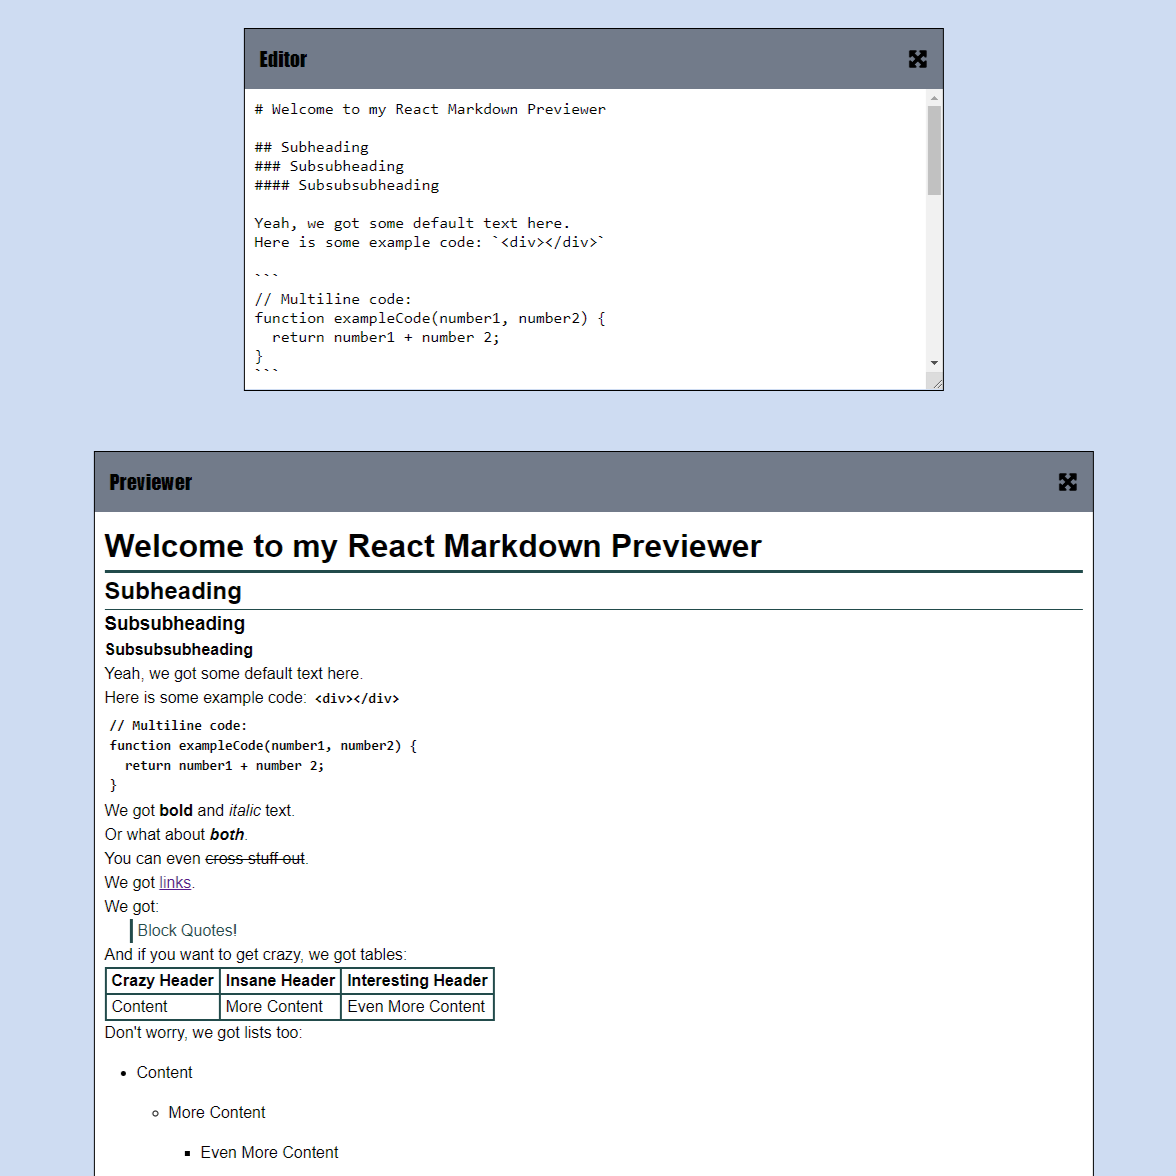 Editor
# Welcome to my React Markdown Previewer
## Subheading
### Subsubheading
#### Subsubsubheading
Yeah, we got some default text here.
Here is some example code: `<div></div>`
```
// Multiline code:
function exampleCode(number1, number2) {
  return number1 + number 2;
}
```
Previewer
Welcome to my React Markdown Previewer
Subheading
Subsubheading
Subsubsubheading
Yeah, we got some default text here.
Here is some example code: <div></div>
// Multiline code:
function exampleCode(number1, number2) {
  return number1 + number 2;
}
We got bold and italic text.
Or what about both.
You can even cross stuff out.
We got links.
We got:
Block Quotes!
And if you want to get crazy, we got tables:
Crazy Header Insane Header Interesting Header
Content More Content Even More Content
Don't worry, we got lists too:
Content
More Content
Even More Content